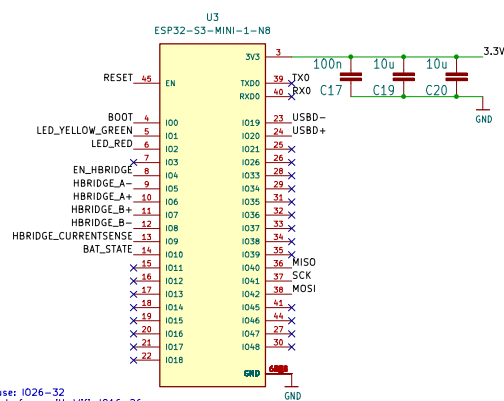 U3
ESP32-S3-MINI-1-N8
3V3 3 3.3V
100n 10u 10u
C17 C19 C20
GND
RESET 45 EN TXD0 39 TX0
RXD0 40 RX0
BOOT 4 IO0 IO19 23 USBD-
LED_YELLOW_GREEN 5 IO1 IO20 24 USBD+
LED_RED 6 IO2 IO21 25
7 IO3 IO26 26
EN_HBRIDGE 8 IO4 IO33 28
HBRIDGE_A- 9 IO5 IO34 29
HBRIDGE_A+ 10 IO6 IO35 31
HBRIDGE_B+ 11 IO7 IO36 32
HBRIDGE_B- 12 IO8 IO37 33
HBRIDGE_CURRENTSENSE 13 IO9 IO38 34
BAT_STATE 14 IO10 IO39 35
15 IO11 IO40 36 MISO
16 IO12 IO41 37 SCK
17 IO13 IO42 38 MOSI
18 IO14 IO45 41
19 IO15 IO46 44
20 IO16 IO47 27
21 IO17 IO48 30
22 IO18
GND
GND
use: IO26-32